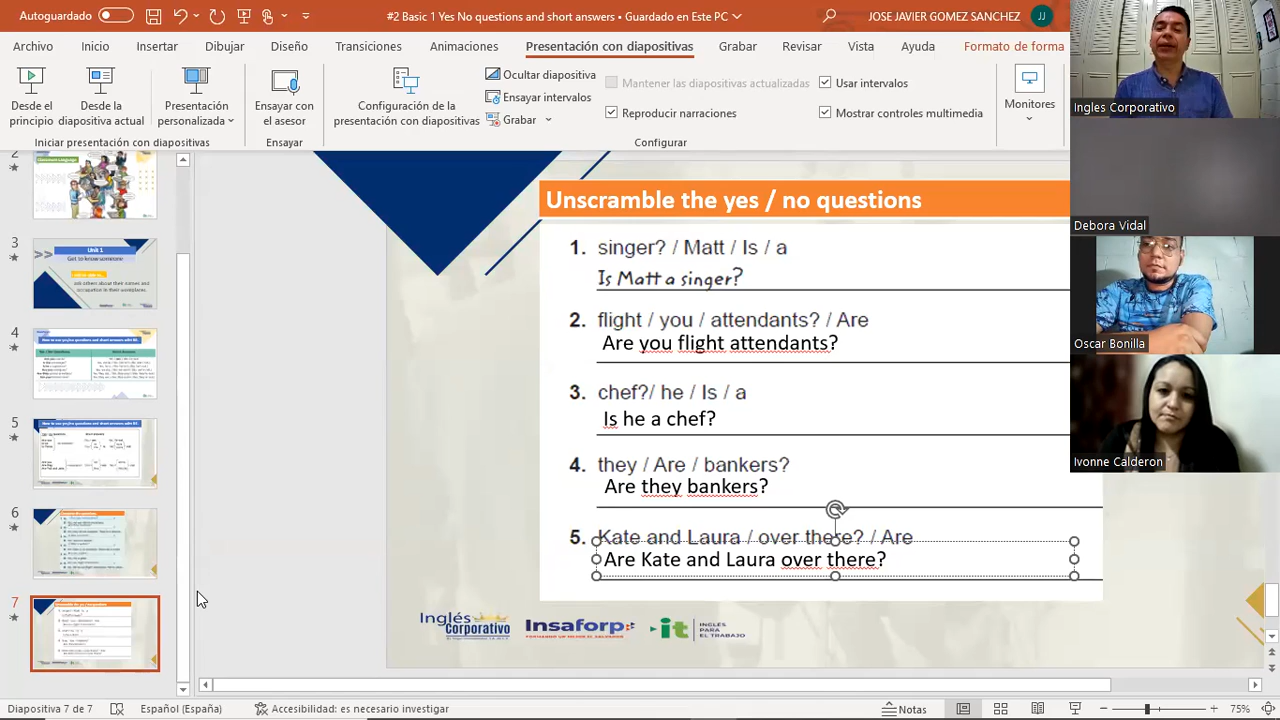 Autoguardado
#2 Basic 1 Yes No questions and short answers • Guardado en Este PC
JOSE JAVIER GOMEZ SANCHEZ
JJ
Archivo
Inicio
Insertar
Dibujar
Diseño
Transiciones
Animaciones
Presentación con diapositivas
Grabar
Revisar
Vista
Ayuda
Formato de forma
Desde el principio
Desde la diapositiva actual
Presentación personalizada
Iniciar presentación con diapositivas
Ensayar con el asesor
Ensayar
Configuración de la presentación con diapositivas
Ocultar diapositiva
Ensayar intervalos
Grabar
Mantener las diapositivas actualizadas
Reproducir narraciones
Usar intervalos
Mostrar controles multimedia
Configurar
Monitores
Ingles Corporativo
Debora Vidal
Oscar Bonilla
Ivonne Calderon
2
3
Unit 1
Get to know someone
4
5
6
7
Unscramble the yes / no questions
1. singer? / Matt / Is / a
Is Matt a singer?
2. flight / you / attendants? / Are
Are you flight attendants?
3. chef?/ he / Is / a
Is he a chef?
4. they / Are / bankers?
Are they bankers?
5. Kate and Laura / over there? / Are
Are Kate and Laura over there?
Inglés Corporativo
Insaforp
it
INGLÉS PARA EL TRABAJO
Diapositiva 7 de 7
Español (España)
Accesibilidad: es necesario investigar
Notas
75%